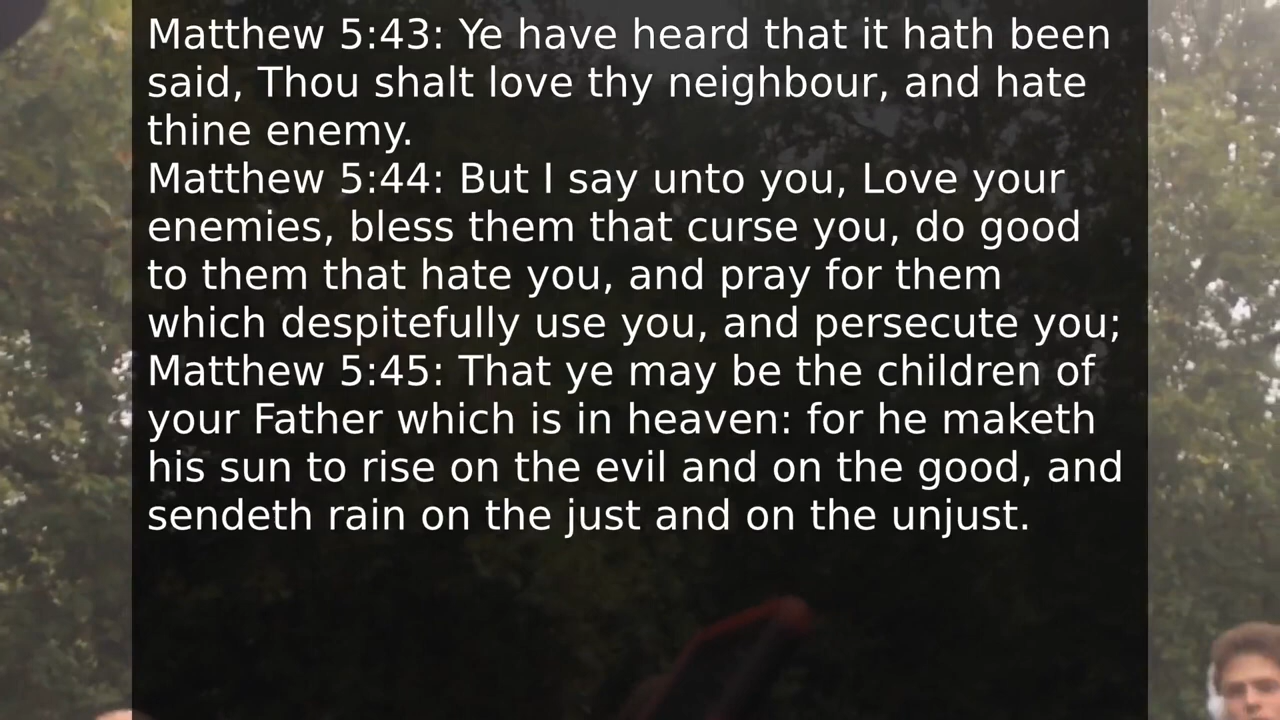 Matthew 5:43: Ye have heard that it hath been
said, Thou shalt love thy neighbour, and hate
thine enemy.
Matthew 5:44: But I say unto you, Love your
enemies, bless them that curse you, do good
to them that hate you, and pray for them
which despitefully use you, and persecute you;
Matthew 5:45: That ye may be the children of
your Father which is in heaven: for he maketh
his sun to rise on the evil and on the good, and
sendeth rain on the just and on the unjust.